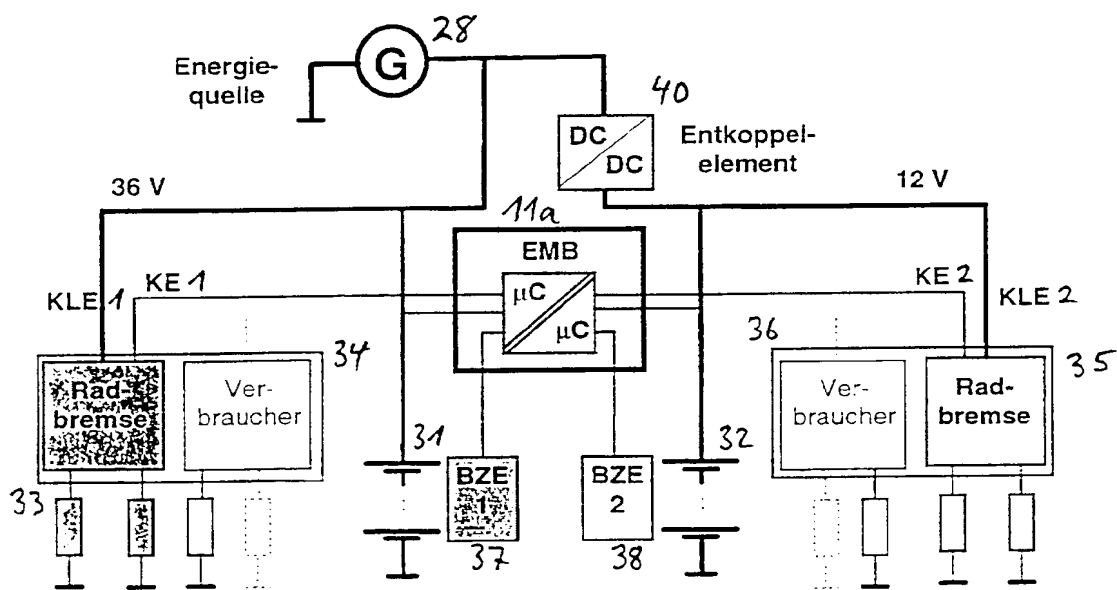 28
Energie-
quelle
G
40
DC
DC
Entkoppel-
element
36 V
12 V
11a
EMB
KLE 1
KE 1
µC
µC
KE 2
KLE 2
34
36
35
Rad-
bremse
Ver-
braucher
Ver-
braucher
Rad-
bremse
31
32
33
BZE
1
BZE
2
37
38